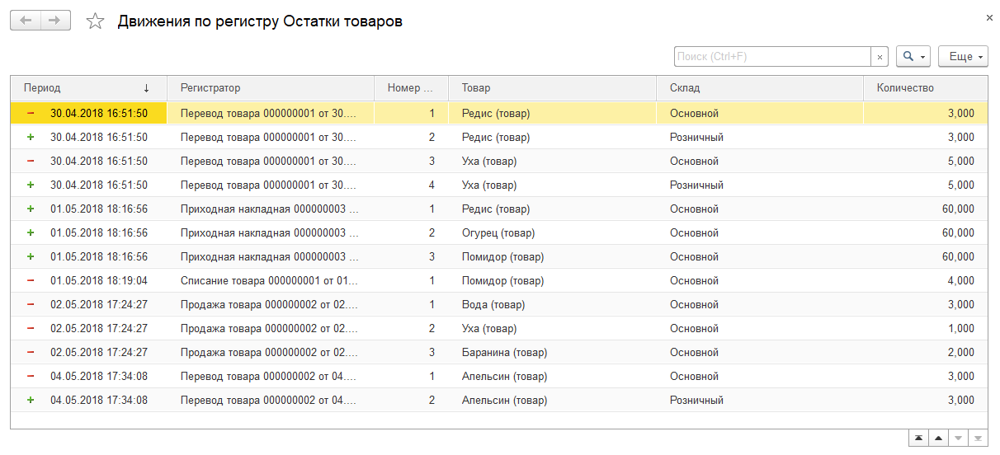 Движения по регистру Остатки товаров
Поиск (Ctrl+F)
Еще
Период Регистратор Номер ... Товар Склад Количество
30.04.2018 16:51:50 Перевод товара 000000001 от 30.... 1 Редис (товар) Основной 3,000
30.04.2018 16:51:50 Перевод товара 000000001 от 30.... 2 Редис (товар) Розничный 3,000
30.04.2018 16:51:50 Перевод товара 000000001 от 30.... 3 Уха (товар) Основной 5,000
30.04.2018 16:51:50 Перевод товара 000000001 от 30.... 4 Уха (товар) Розничный 5,000
01.05.2018 18:16:56 Приходная накладная 000000003 ... 1 Редис (товар) Основной 60,000
01.05.2018 18:16:56 Приходная накладная 000000003 ... 2 Огурец (товар) Основной 60,000
01.05.2018 18:16:56 Приходная накладная 000000003 ... 3 Помидор (товар) Основной 60,000
01.05.2018 18:19:04 Списание товара 000000001 от 01.... 1 Помидор (товар) Основной 4,000
02.05.2018 17:24:27 Продажа товара 000000002 от 02.... 1 Вода (товар) Основной 3,000
02.05.2018 17:24:27 Продажа товара 000000002 от 02.... 2 Уха (товар) Основной 1,000
02.05.2018 17:24:27 Продажа товара 000000002 от 02.... 3 Баранина (товар) Основной 2,000
04.05.2018 17:34:08 Перевод товара 000000002 от 04.... 1 Апельсин (товар) Основной 3,000
04.05.2018 17:34:08 Перевод товара 000000002 от 04.... 2 Апельсин (товар) Розничный 3,000